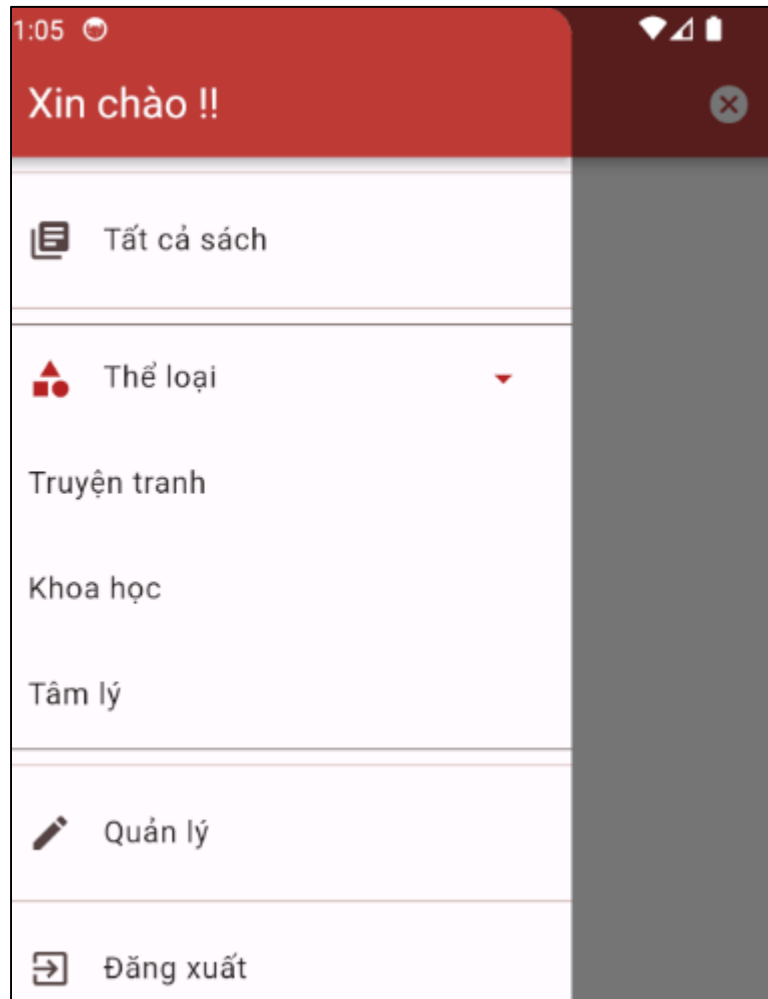 1:05
Xin chào !!
Tất cả sách
Thể loại
Truyện tranh
Khoa học
Tâm lý
Quản lý
Đăng xuất